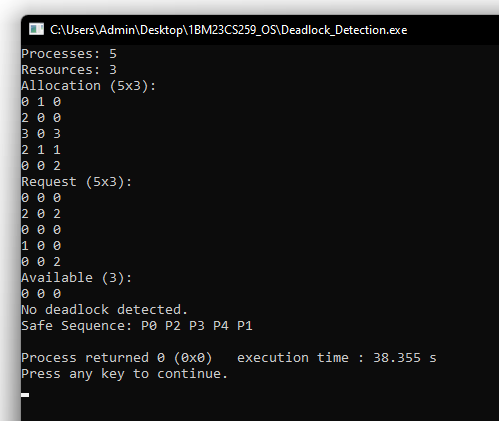 C:\Users\Admin\Desktop\1BM23CS259_OS\Deadlock_Detection.exe
Processes: 5
Resources: 3
Allocation (5x3):
0 1 0
2 0 0
3 0 3
2 1 1
0 0 2
Request (5x3):
0 0 0
2 0 2
0 0 0
1 0 0
0 0 2
Available (3):
0 0 0
No deadlock detected.
Safe Sequence: P0 P2 P3 P4 P1
Process returned 0 (0x0)   execution time : 38.355 s
Press any key to continue.